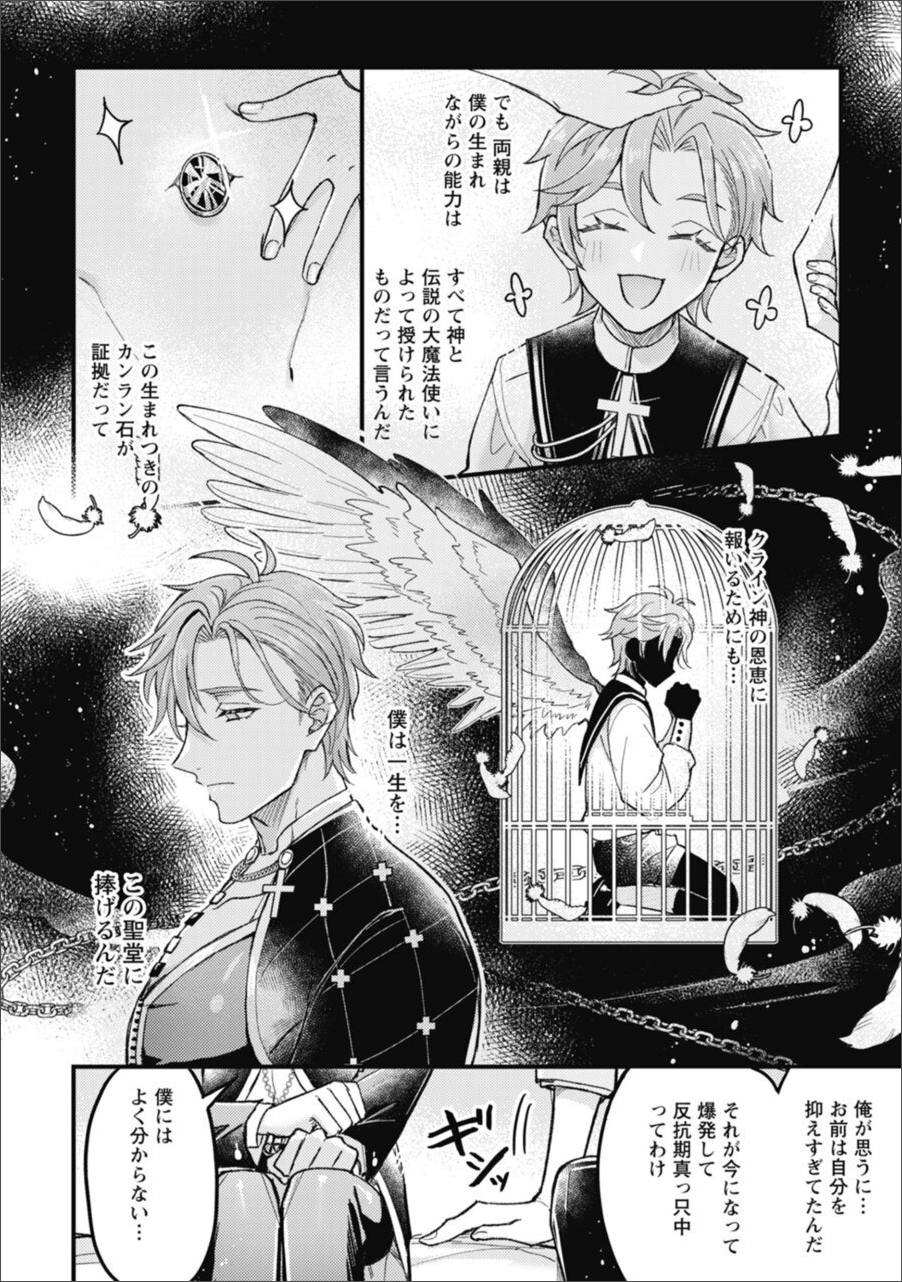 でも 両親は
僕の生まれ
ながらの能力は
すべて神と
伝説の大魔法使いに
よって授けられた
ものだって言うんだ
この生まれつきの
カンラン石が
証拠だって
クライン神の恩恵に
報いるためにも…
僕は一生を…
この聖堂に
捧げるんだ
俺が思うに…
お前は自分を
抑えすぎてたんだ
それが今になって
爆発して
反抗期真っ只中
ってわけ
ギシッ
僕には
よく分からない…